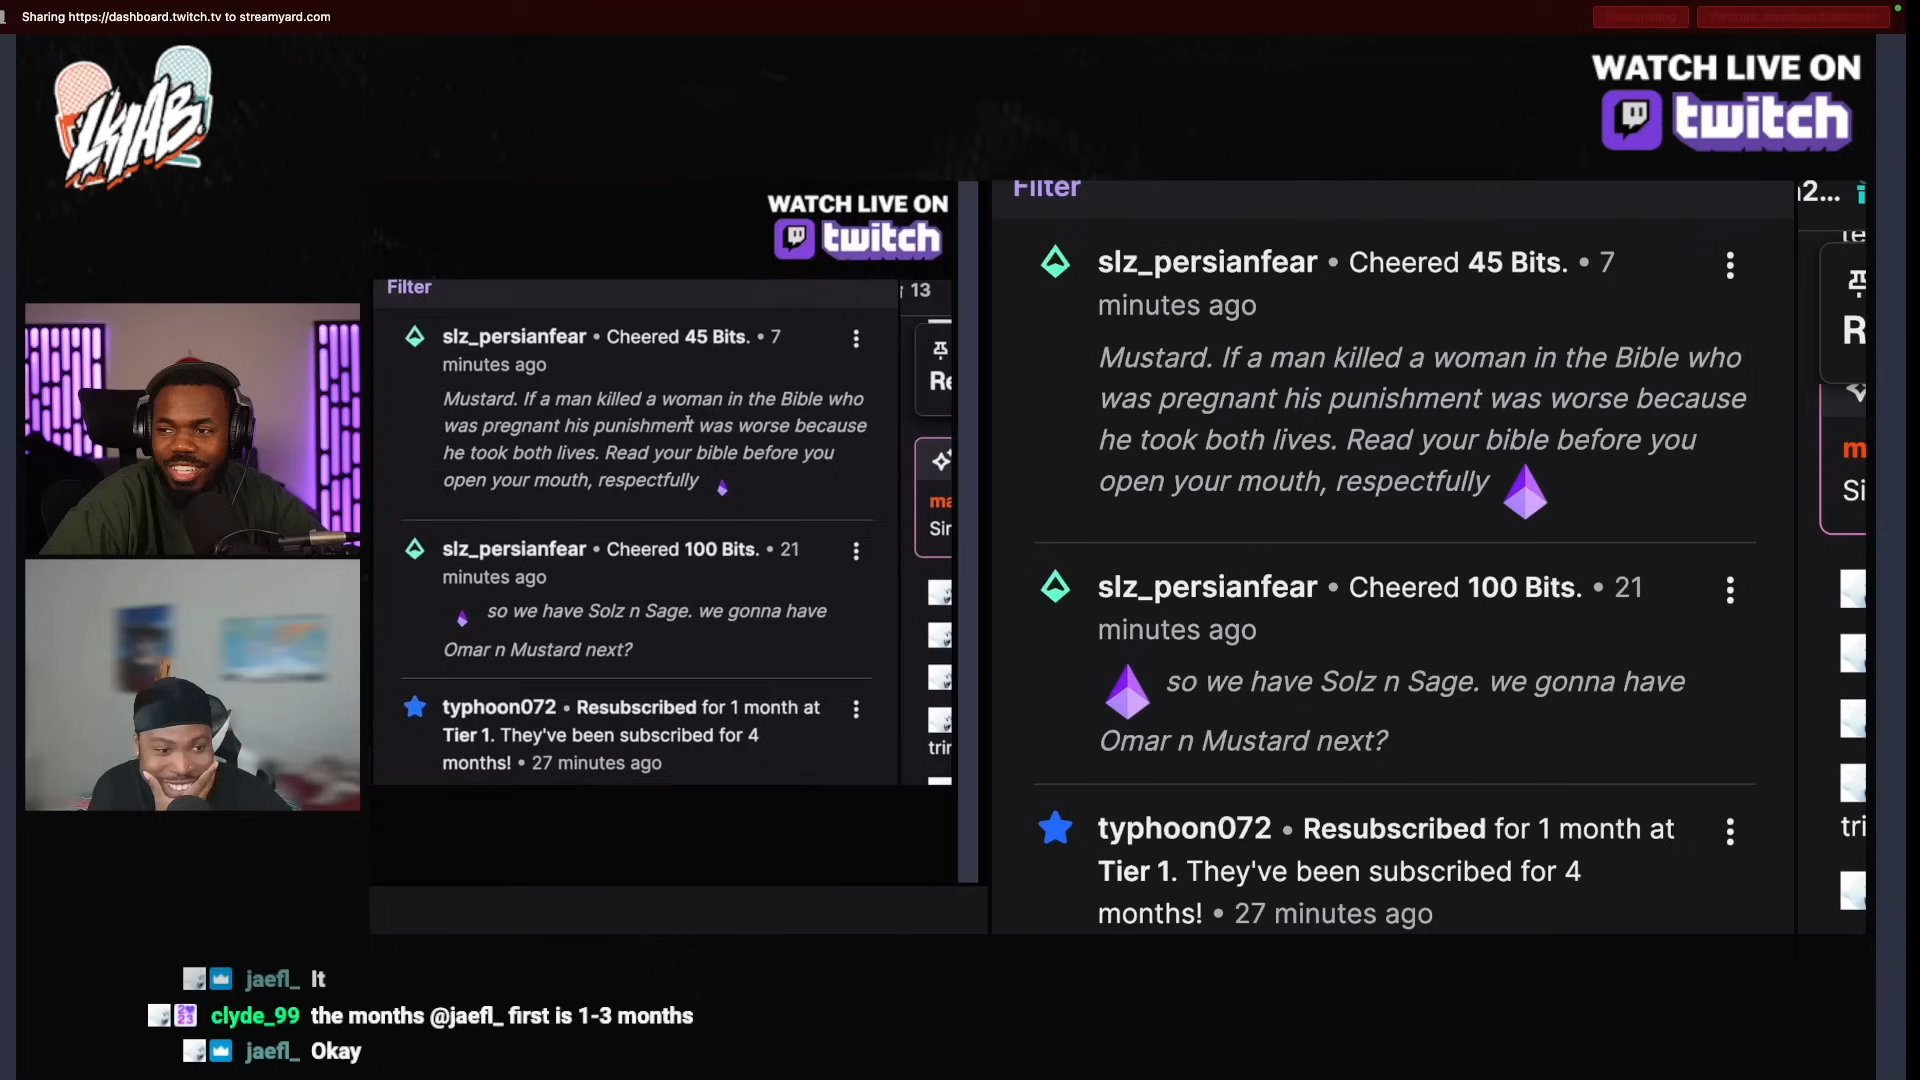 Sharing https://dashboard.twitch.tv to streamyard.com
LKIAB
WATCH LIVE ON
twitch
WATCH LIVE ON
twitch
Filter
13
slz_persianfear • Cheered 45 Bits. • 7
minutes ago
Mustard. If a man killed a woman in the Bible who
was pregnant his punishment was worse because
he took both lives. Read your bible before you
open your mouth, respectfully
slz_persianfear • Cheered 100 Bits. • 21
minutes ago
so we have Solz n Sage. we gonna have
Omar n Mustard next?
typhoon072 • Resubscribed for 1 month at
Tier 1. They've been subscribed for 4
months! • 27 minutes ago
Filter
slz_persianfear • Cheered 45 Bits. • 7
minutes ago
Mustard. If a man killed a woman in the Bible who
was pregnant his punishment was worse because
he took both lives. Read your bible before you
open your mouth, respectfully
slz_persianfear • Cheered 100 Bits. • 21
minutes ago
so we have Solz n Sage. we gonna have
Omar n Mustard next?
typhoon072 • Resubscribed for 1 month at
Tier 1. They've been subscribed for 4
months! • 27 minutes ago
jaefl_ It
clyde_99 the months @jaefl_ first is 1-3 months
jaefl_ Okay